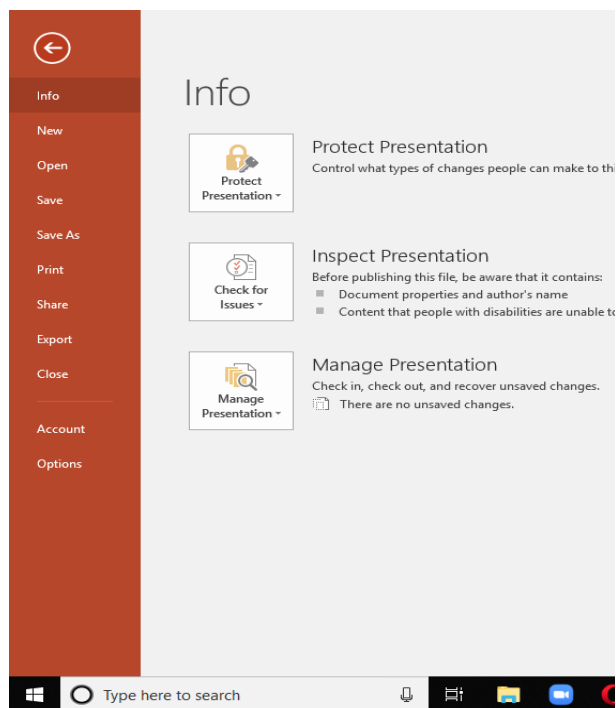 Info
New
Open
Save
Save As
Print
Share
Export
Close
Account
Options
Info
Protect
Presentation
Protect Presentation
Control what types of changes people can make to thi
Check for
Issues
Inspect Presentation
Before publishing this file, be aware that it contains:
Document properties and author's name
Content that people with disabilities are unable to
Manage
Presentation
Manage Presentation
Check in, check out, and recover unsaved changes.
There are no unsaved changes.
Type here to search